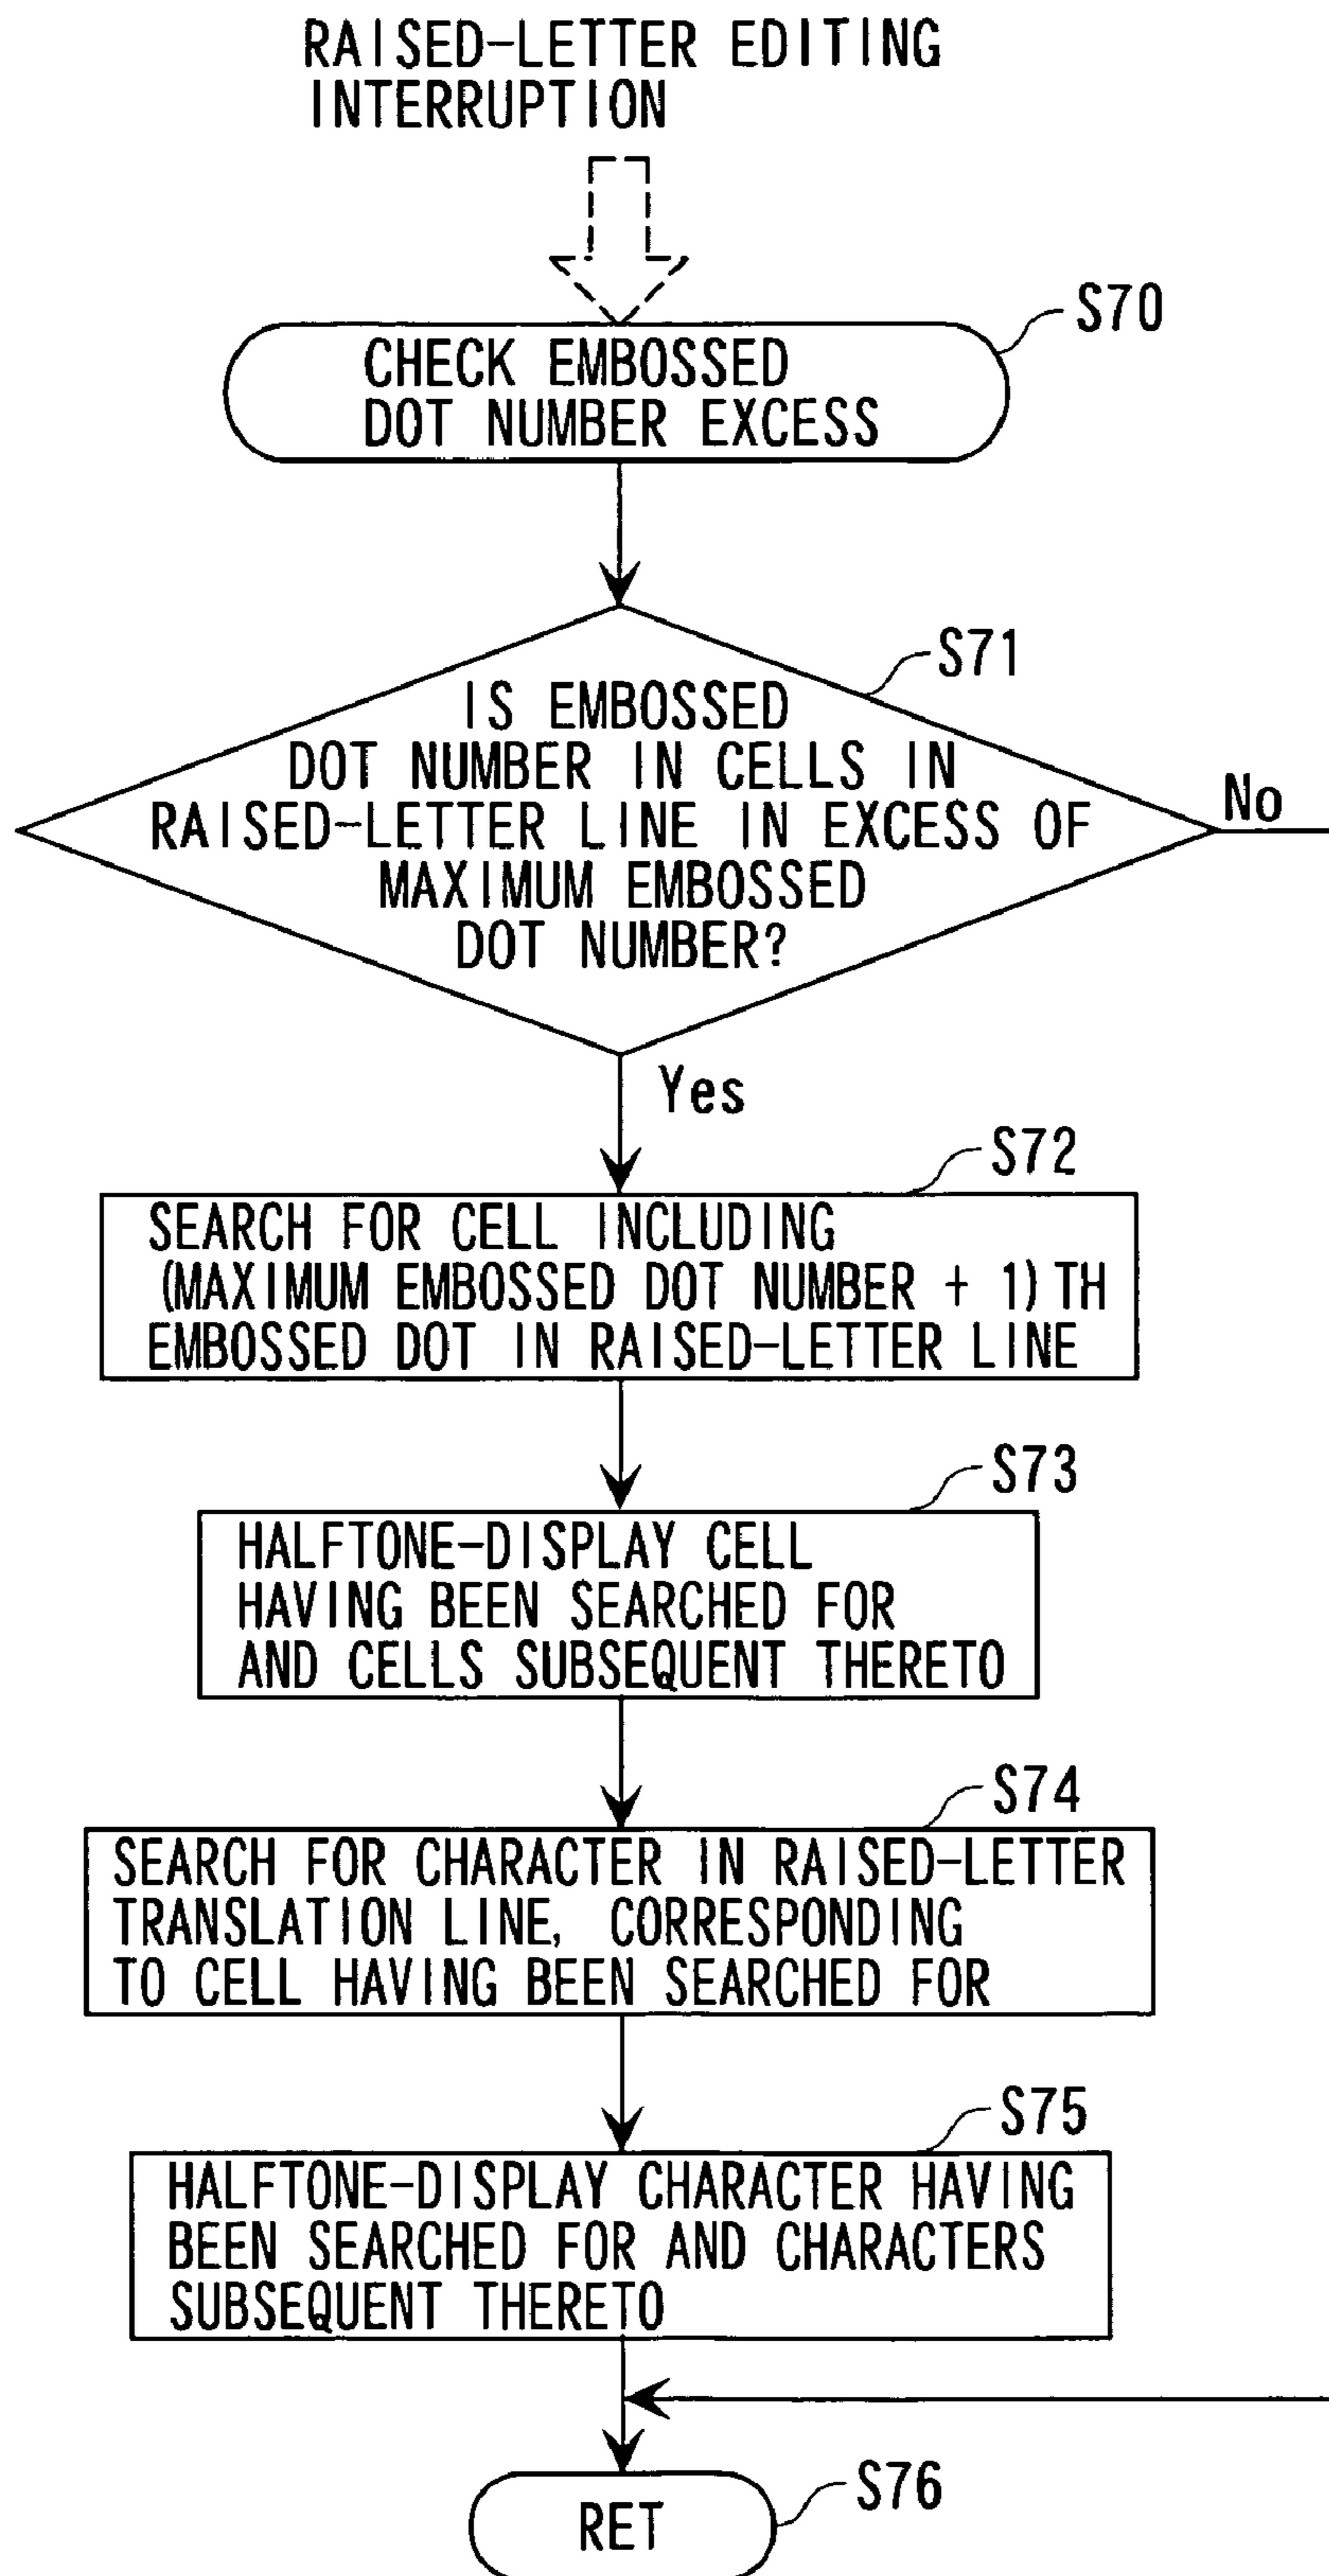 RAISED-LETTER EDITING
INTERRUPTION
S70
CHECK EMBOSSED
DOT NUMBER EXCESS
S71
IS EMBOSSED
DOT NUMBER IN CELLS IN
RAISED-LETTER LINE IN EXCESS OF
MAXIMUM EMBOSSED
DOT NUMBER?
No
Yes
S72
SEARCH FOR CELL INCLUDING
(MAXIMUM EMBOSSED DOT NUMBER + 1) TH
EMBOSSED DOT IN RAISED-LETTER LINE
S73
HALFTONE-DISPLAY CELL
HAVING BEEN SEARCHED FOR
AND CELLS SUBSEQUENT THERETO
S74
SEARCH FOR CHARACTER IN RAISED-LETTER
TRANSLATION LINE, CORRESPONDING
TO CELL HAVING BEEN SEARCHED FOR
S75
HALFTONE-DISPLAY CHARACTER HAVING
BEEN SEARCHED FOR AND CHARACTERS
SUBSEQUENT THERETO
S76
RET